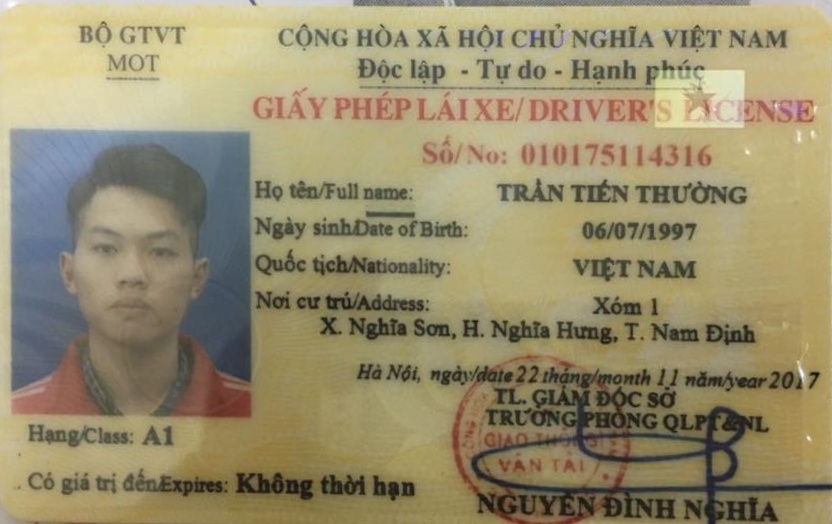 BỘ GTVT
MOT
CỘNG HÒA XÃ HỘI CHỦ NGHĨA VIỆT NAM
Độc lập - Tự do - Hạnh phúc
GIẤY PHÉP LÁI XE/ DRIVER'S LICENSE
Số/No: 010175114316
Họ tên/Full name: TRẦN TIẾN THƯỜNG
Ngày sinh/Date of Birth: 06/07/1997
Quốc tịch/Nationality: VIỆT NAM
Nơi cư trú/Address: Xóm 1
X. Nghĩa Sơn, H. Nghĩa Hưng, T. Nam Định
Hà Nội, ngày/date 22 tháng/month 11 năm/year 2017
TL. GIÁM ĐỐC SỞ
TRƯỞNG PHÒNG QLPT&NL
GIAO THÔNG
VẬN TẢI
Hạng/Class: A1
Có giá trị đến/Expires: Không thời hạn
NGUYỄN ĐÌNH NGHĨA